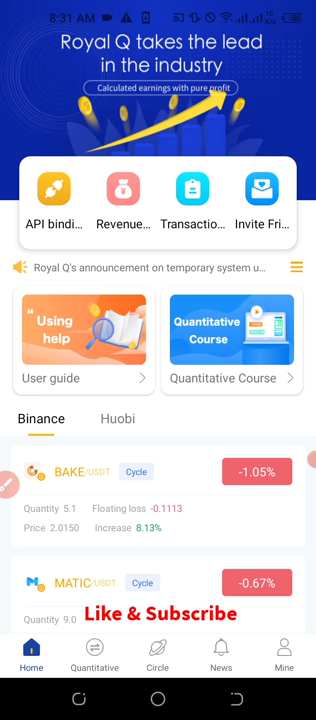 8:31 AM
Royal Q takes the lead
in the industry
Calculated earnings with pure profit
API bindi...
Revenue...
Transactio...
Invite Fri...
Royal Q's announcement on temporary system u...
Using
help
Quantitative
Course
User guide
Quantitative Course
Binance
Huobi
BAKE/USDT Cycle -1.05%
Quantity 5.1 Floating loss -0.1113
Price 2.0150 Increase 8.13%
MATIC/USDT Cycle -0.67%
Quantity 9.0
Like & Subscribe
Home
Quantitative
Circle
News
Mine